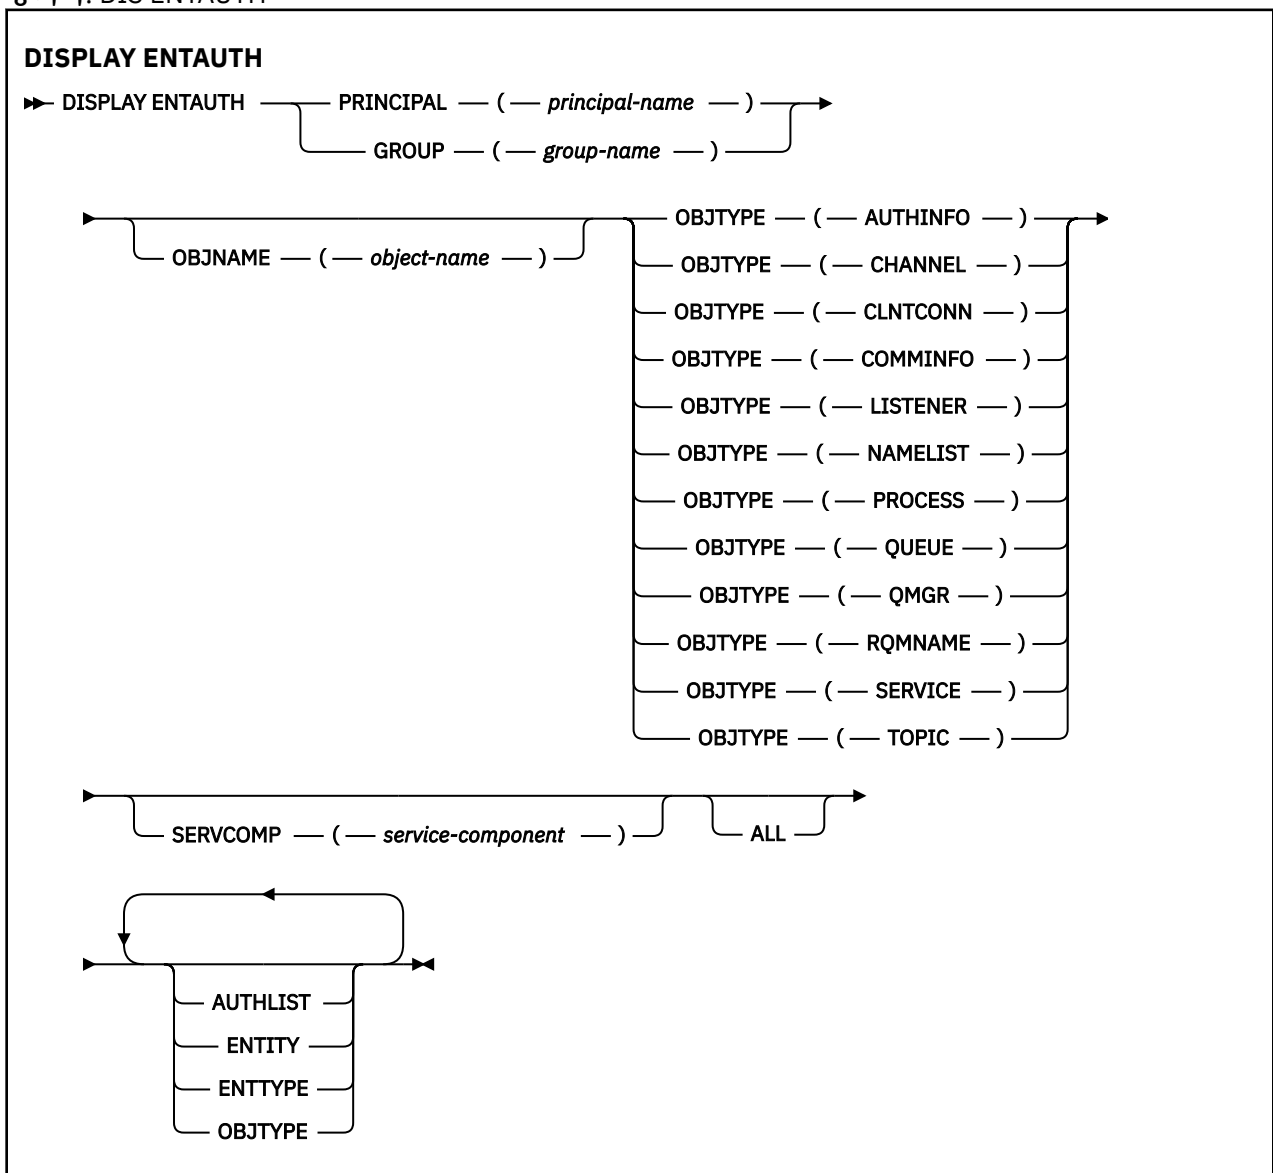 DIS ENTAUTH
DISPLAY ENTAUTH
DISPLAY ENTAUTH PRINCIPAL ( principal-name )
GROUP ( group-name )
OBJNAME ( object-name )
OBJTYPE ( AUTHINFO )
OBJTYPE ( CHANNEL )
OBJTYPE ( CLNTCONN )
OBJTYPE ( COMMINFO )
OBJTYPE ( LISTENER )
OBJTYPE ( NAMELIST )
OBJTYPE ( PROCESS )
OBJTYPE ( QUEUE )
OBJTYPE ( QMGR )
OBJTYPE ( RQMNAME )
OBJTYPE ( SERVICE )
OBJTYPE ( TOPIC )
SERVCOMP ( service-component )
ALL
AUTHLIST
ENTITY
ENTTYPE
OBJTYPE